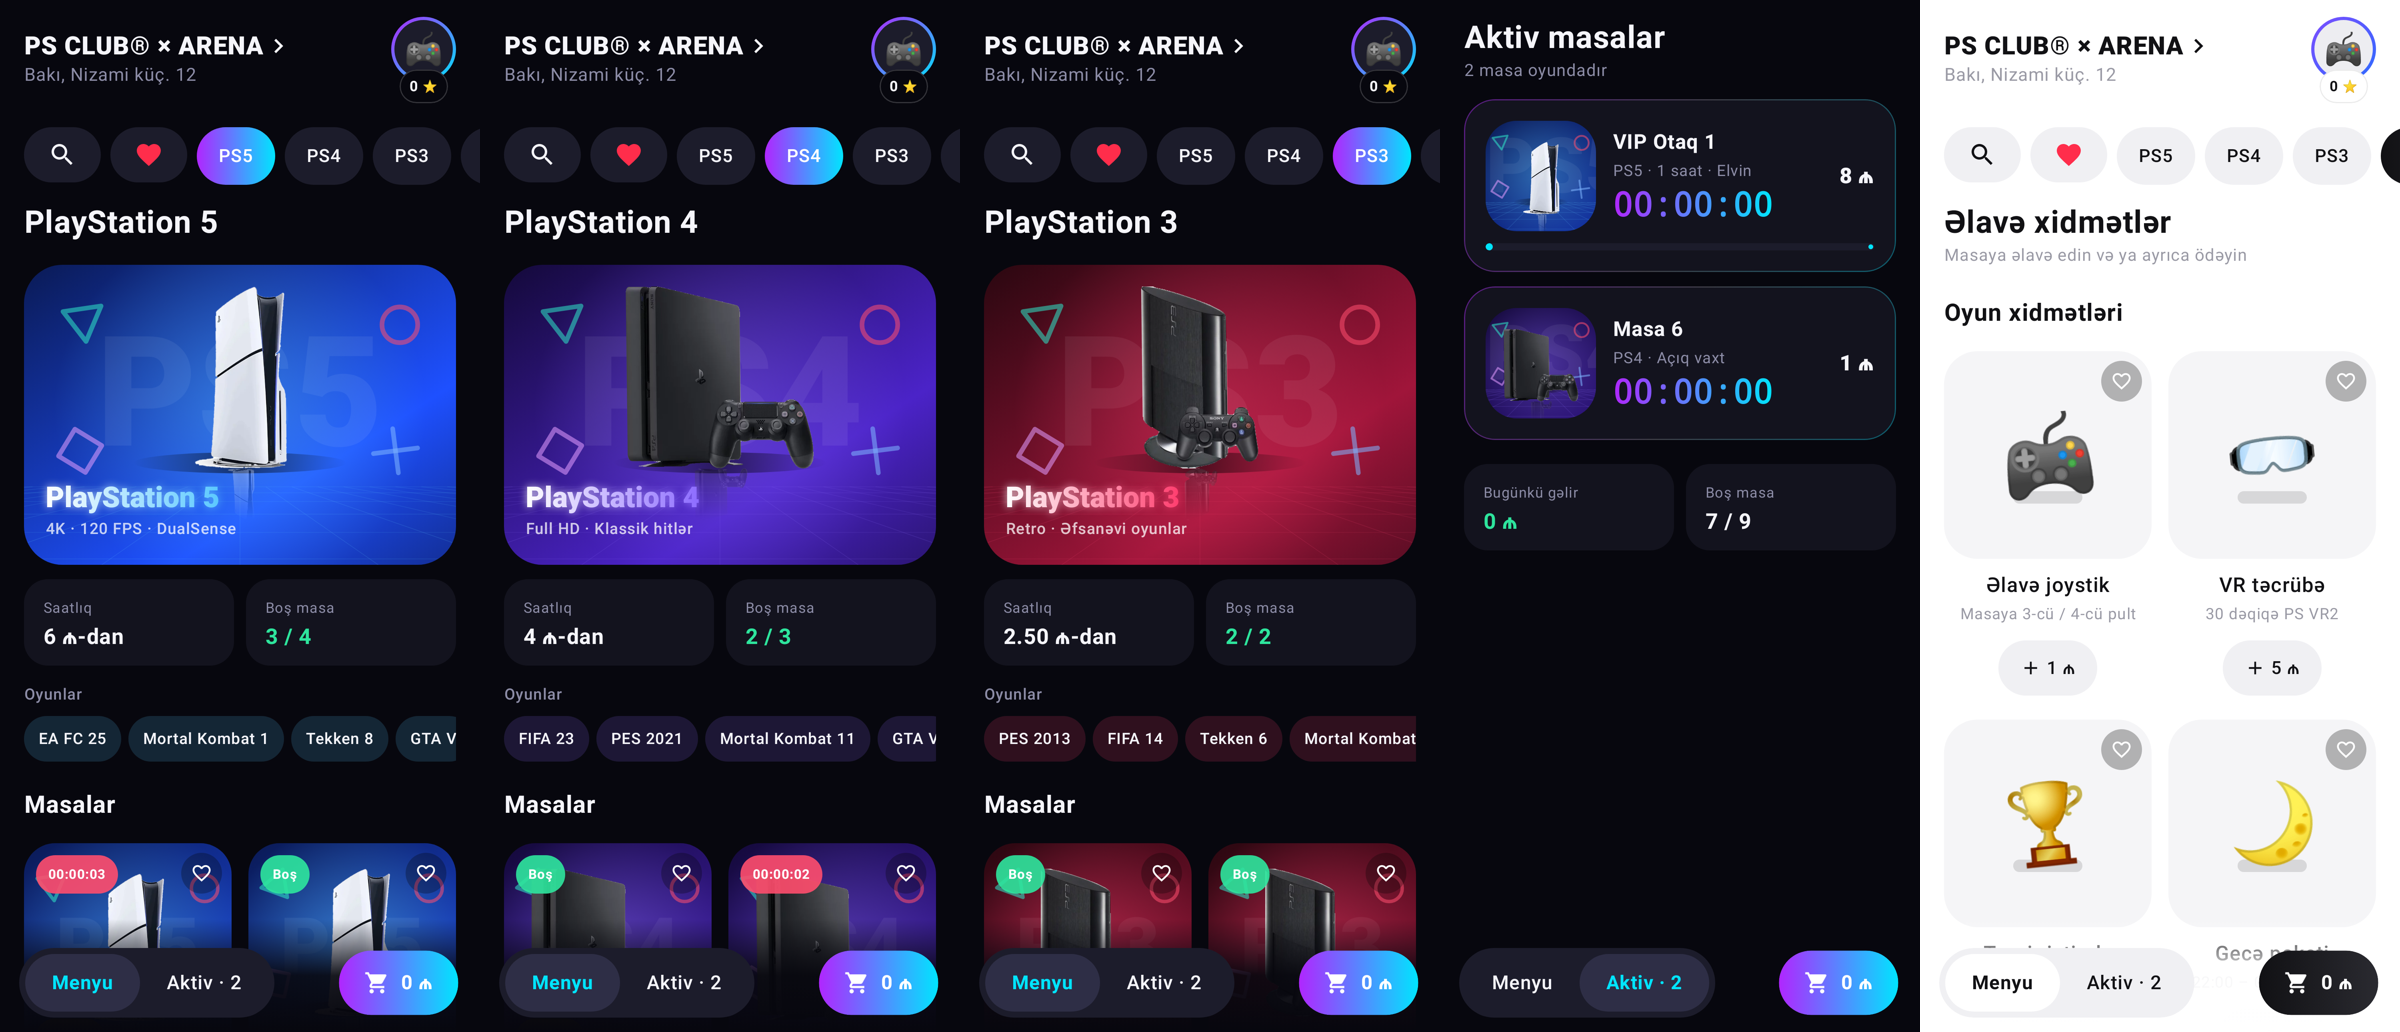 PS CLUB® × ARENA >
Bakı, Nizami küç. 12
0 ⭐
PS5 PS4 PS3
PlayStation 5
PS5
PlayStation 5
4K · 120 FPS · DualSense
Saatlıq
6 ₼-dan
Boş masa
3 / 4
Oyunlar
EA FC 25 Mortal Kombat 1 Tekken 8 GTA V
Masalar
00:00:03 Boş
Menyu Aktiv · 2 0 ₼
PS CLUB® × ARENA >
Bakı, Nizami küç. 12
0 ⭐
PS5 PS4 PS3
PlayStation 4
PS4
PlayStation 4
Full HD · Klassik hitlər
Saatlıq
4 ₼-dan
Boş masa
2 / 3
Oyunlar
FIFA 23 PES 2021 Mortal Kombat 11 GTA V
Masalar
Boş 00:00:02
Menyu Aktiv · 2 0 ₼
PS CLUB® × ARENA >
Bakı, Nizami küç. 12
0 ⭐
PS5 PS4 PS3
PlayStation 3
PS3
PlayStation 3
Retro · Əfsanəvi oyunlar
Saatlıq
2.50 ₼-dan
Boş masa
2 / 2
Oyunlar
PES 2013 FIFA 14 Tekken 6 Mortal Kombat
Masalar
Boş Boş
Menyu Aktiv · 2 0 ₼
Aktiv masalar
2 masa oyundadır
VIP Otaq 1
PS5 · 1 saat · Elvin
00:00:00
8 ₼
Masa 6
PS4 · Açıq vaxt
00:00:00
1 ₼
Bugünkü gəlir
0 ₼
Boş masa
7 / 9
Menyu Aktiv · 2 0 ₼
PS CLUB® × ARENA >
Bakı, Nizami küç. 12
0 ⭐
PS5 PS4 PS3
Əlavə xidmətlər
Masaya əlavə edin və ya ayrıca ödəyin
Oyun xidmətləri
Əlavə joystik
Masaya 3-cü / 4-cü pult
+ 1 ₼
VR təcrübə
30 dəqiqə PS VR2
+ 5 ₼
Gecə
Menyu Aktiv · 2 0 ₼